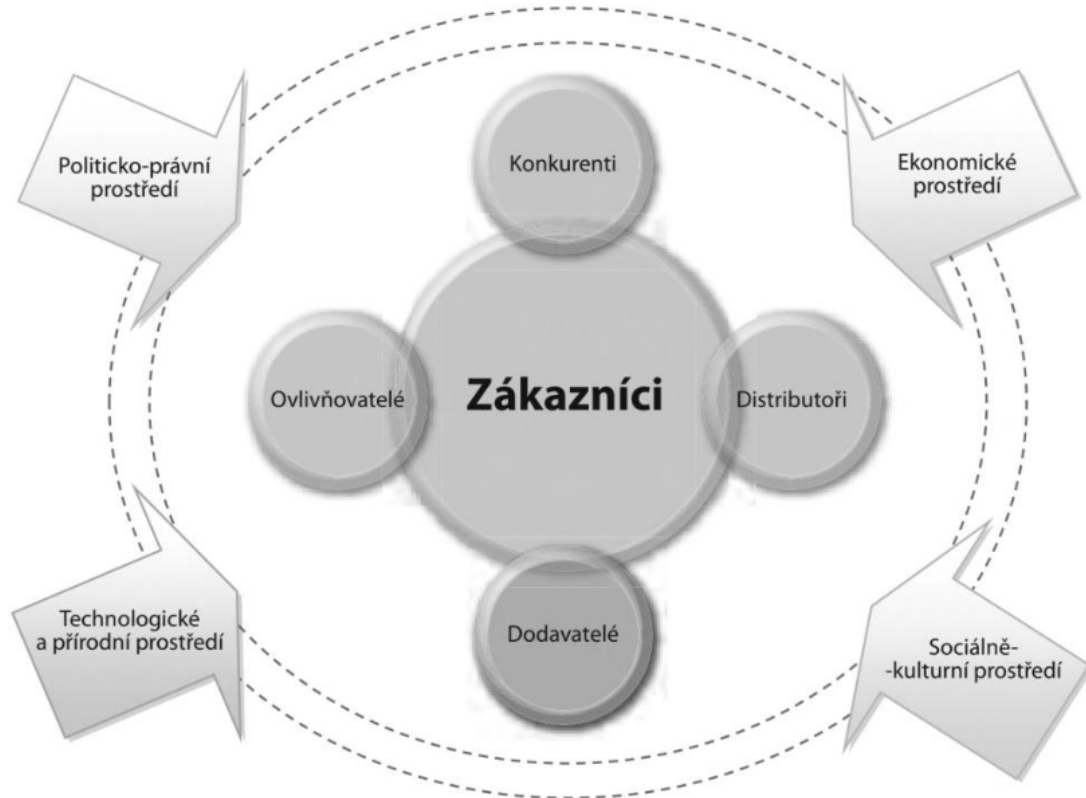 Konkurenti
Politicko-právní
prostředí
Ekonomické
prostředí
Ovlivňovatelé
Zákazníci
Distributoři
Technologické
a přírodní prostředí
Dodavatelé
Sociálně-
-kulturní prostředí